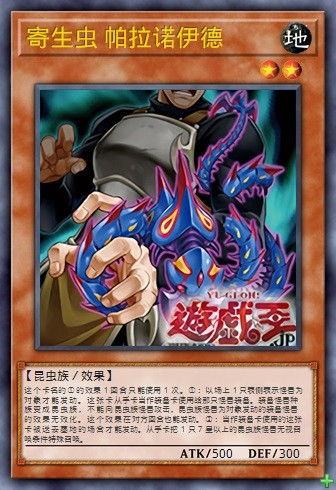 寄生虫 帕拉诺伊德
地
YU-GI-OH!
遊戯王
.JP
【昆虫族／效果】
这个卡名的①的效果1回合只能使用1次。①：以场上1只表侧表示怪兽为
对象才能发动。这张卡从手卡当作装备卡使用给那只怪兽装备。装备怪兽种
族变成昆虫族，不能向昆虫族怪兽攻击，昆虫族怪兽为对象发动的装备怪兽
的效果无效化。这个效果在对方回合也能发动。②：当作装备卡使用的这张
卡被送去墓地的场合才能发动。从手卡把1只7星以上的昆虫族怪兽无视召
唤条件特殊召唤。
ATK/500 DEF/300